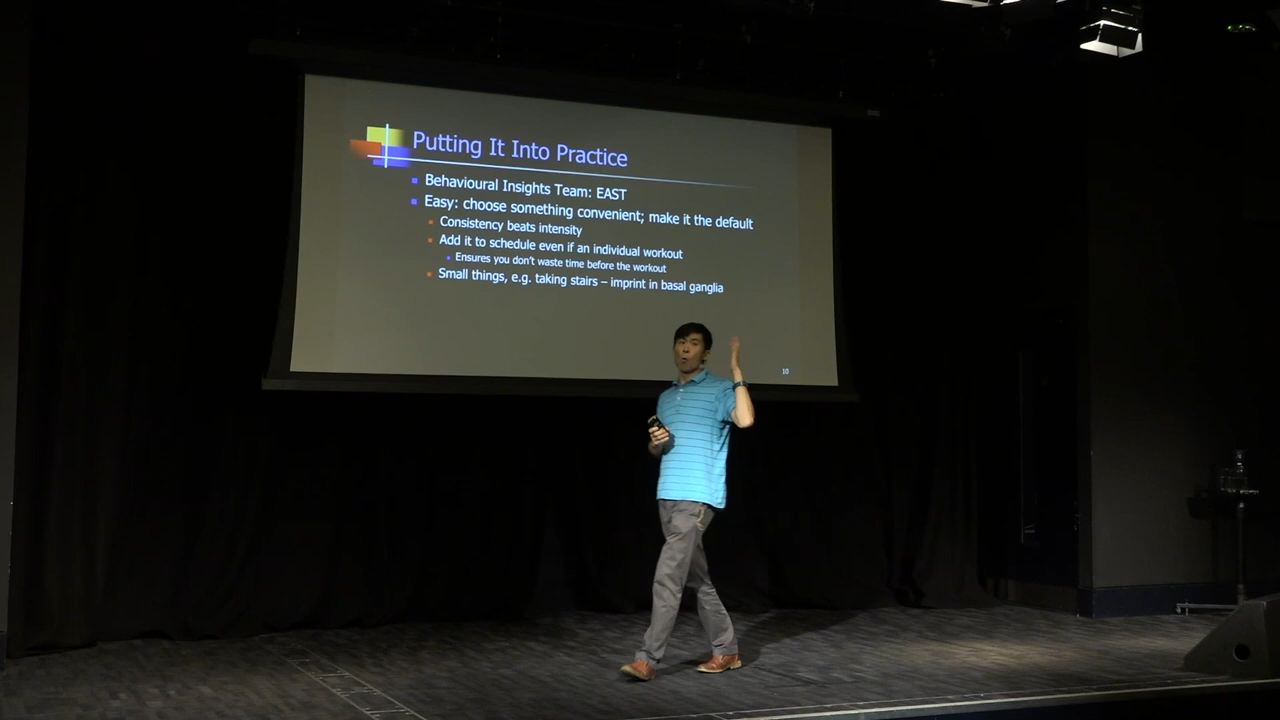 Putting It Into Practice
Behavioural Insights Team: EAST
Easy: choose something convenient; make it the default
Consistency beats intensity
Add it to schedule even if an individual workout
Ensures you don't waste time before the workout
Small things, e.g. taking stairs – imprint in basal ganglia
10